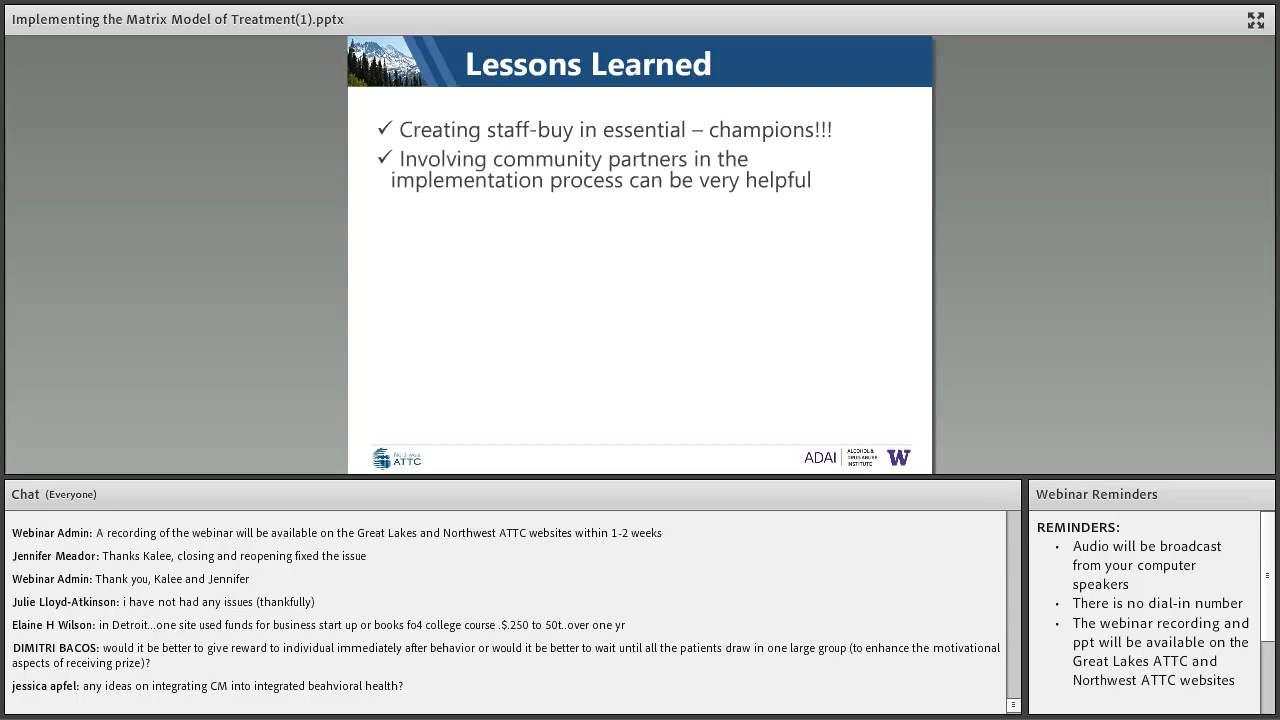 Implementing the Matrix Model of Treatment(1).pptx
Lessons Learned
✓ Creating staff-buy in essential – champions!!!
✓ Involving community partners in the
implementation process can be very helpful
Northwest
ATTC
ADAI
ALCOHOL &
DRUG ABUSE
INSTITUTE
W
Chat (Everyone)
Webinar Admin: A recording of the webinar will be available on the Great Lakes and Northwest ATTC websites within 1-2 weeks
Jennifer Meador: Thanks Kalee, closing and reopening fixed the issue
Webinar Admin: Thank you, Kalee and Jennifer
Julie Lloyd-Atkinson: i have not had any issues (thankfully)
Elaine H Wilson: in Detroit...one site used funds for business start up or books fo4 college course .$.250 to 50t..over one yr
DIMITRI BACOS: would it be better to give reward to individual immediately after behavior or would it be better to wait until all the patients draw in one large group (to enhance the motivational
aspects of receiving prize)?
jessica apfel: any ideas on integrating CM into integrated beahvioral health?
Webinar Reminders
REMINDERS:
• Audio will be broadcast
from your computer
speakers
• There is no dial-in number
• The webinar recording and
ppt will be available on the
Great Lakes ATTC and
Northwest ATTC websites